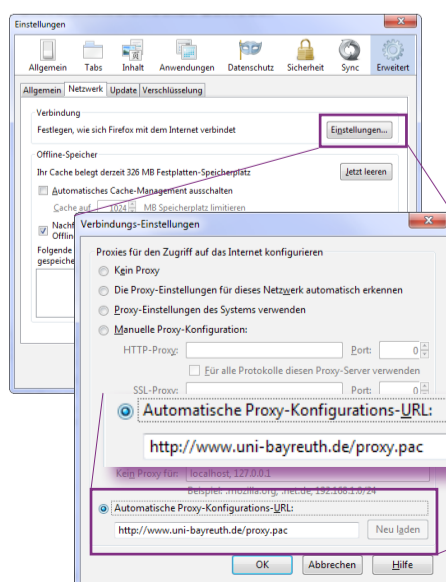 Einstellungen
Allgemein Tabs Inhalt Anwendungen Datenschutz Sicherheit Sync Erweitert
Allgemein Netzwerk Update Verschlüsselung
Verbindung
Festlegen, wie sich Firefox mit dem Internet verbindet
Einstellungen...
Offline-Speicher
Ihr Cache belegt derzeit 326 MB Festplatten-Speicherplatz
Jetzt leeren
Automatisches Cache-Management ausschalten
Cache auf 1024 MB Speicherplatz limitieren
Folgende
gespeiche
Verbindungs-Einstellungen
Proxies für den Zugriff auf das Internet konfigurieren
Kein Proxy
Die Proxy-Einstellungen für dieses Netzwerk automatisch erkennen
Proxy-Einstellungen des Systems verwenden
Manuelle Proxy-Konfiguration:
HTTP-Proxy: Port: 0
Für alle Protokolle diesen Proxy-Server verwenden
SSL-Proxy: Port: 0
Automatische Proxy-Konfigurations-URL:
http://www.uni-bayreuth.de/proxy.pac
Kein Proxy für: localhost, 127.0.0.1
Beispiel: .mozilla.org, .net.de, 192.168.1.0/24
Automatische Proxy-Konfigurations-URL:
http://www.uni-bayreuth.de/proxy.pac Neu laden
OK Abbrechen Hilfe